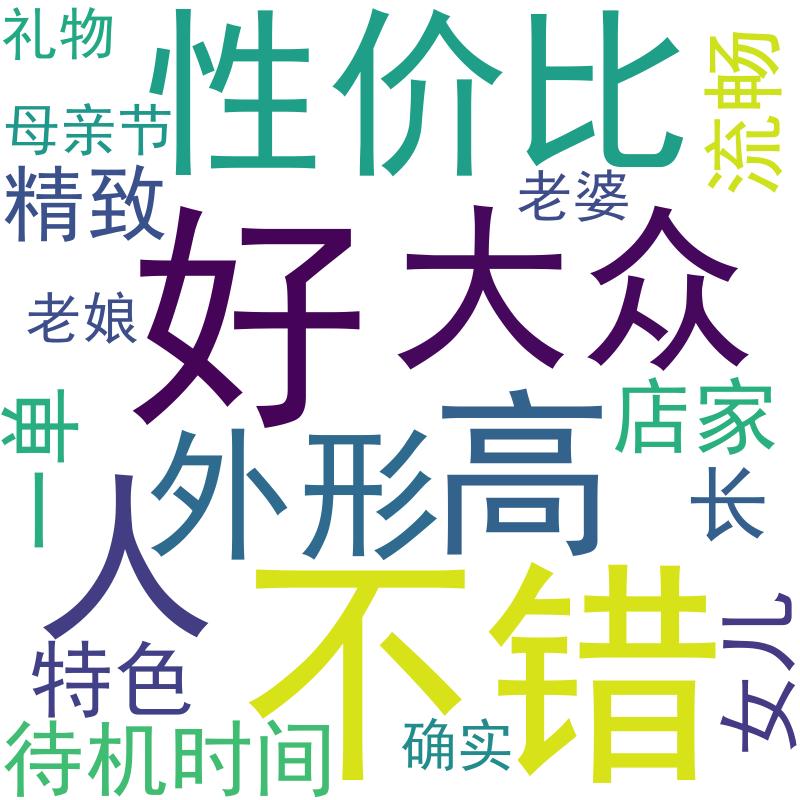 礼物
性价比
流畅
母亲节
精致
老婆
好
大众
老娘
一单
店家
外形
高
长
人
不错
女儿
特色
待机时间
确实